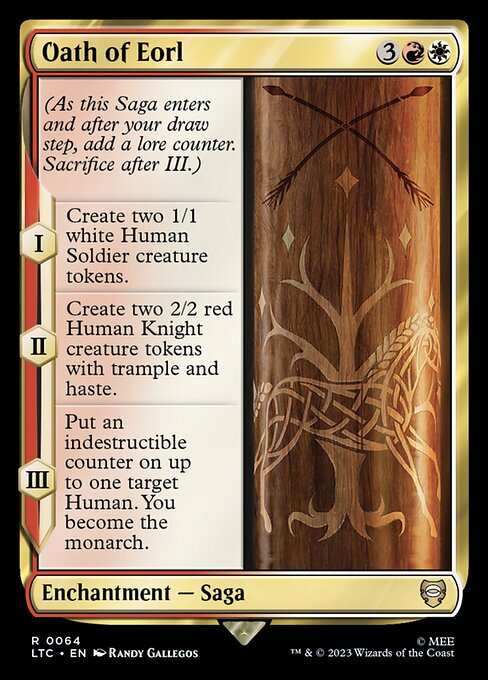 Oath of Eorl
3
(As this Saga enters
and after your draw
step, add a lore counter.
Sacrifice after III.)
I
Create two 1/1
white Human
Soldier creature
tokens.
II
Create two 2/2 red
Human Knight
creature tokens
with trample and
haste.
III
Put an
indestructible
counter on up
to one target
Human. You
become the
monarch.
Enchantment — Saga
R 0064
LTC • EN RANDY GALLEGOS
© MEE
™ & © 2023 Wizards of the Coast